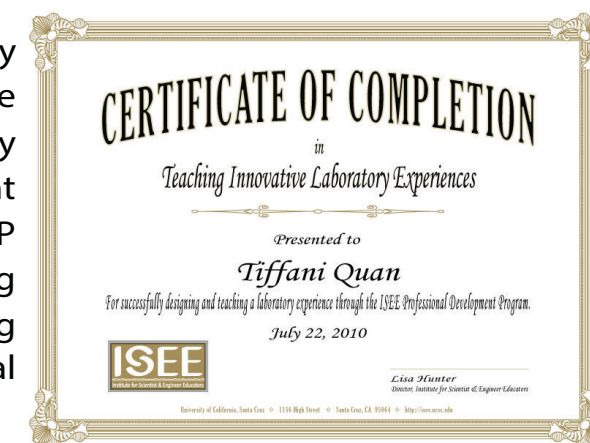 y
e
y
nt
P
g
g
al
CERTIFICATE OF COMPLETION
in
Teaching Innovative Laboratory Experiences
Presented to
Tiffani Quan
For successfully designing and teaching a laboratory experience through the ISEE Professional Development Program.
July 22, 2010
ISEE
Institute for Scientist & Engineer Educators
Lisa Hunter
Director, Institute for Scientist & Engineer Educators
University of California, Santa Cruz ❖ 1156 High Street ❖ Santa Cruz, CA 95064 ❖ http://isee.ucsc.edu